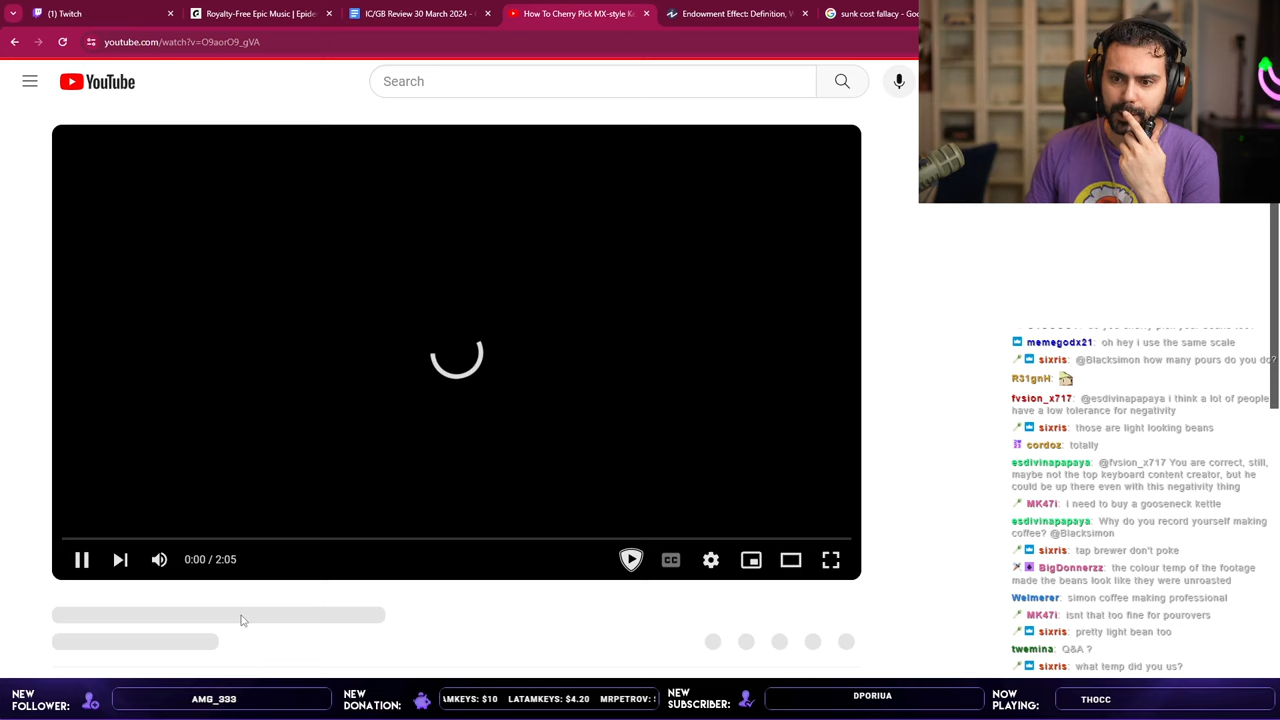 (1) Twitch
Royalty-Free Epic Music | Epide
IC/GB Review 30 March 2024 -
How To Cherry Pick MX-style Ke
Endowment Effect: Definition, W
sunk cost fallacy - Goo
youtube.com/watch?v=O9aorO9_gVA
YouTube
Search
memegodx21: oh hey i use the same scale
sixris: @Blacksimon how many pours do you do?
R31gnH:
fvsion_x717: @esdivinapapaya i think a lot of people
have a low tolerance for negativity
sixris: those are light looking beans
cordoz: totally
esdivinapapaya: @fvsion_x717 You are correct, still,
maybe not the top keyboard content creator, but he
could be up there even with this negativity thing
MK47i: i need to buy a gooseneck kettle
esdivinapapaya: Why do you record yourself making
coffee? @Blacksimon
sixris: tap brewer don't poke
BigDonnerzz: the colour temp of the footage
made the beans look like they were unroasted
Welmerer: simon coffee making professional
MK47i: isnt that too fine for pourovers
sixris: pretty light bean too
twemina: Q&A ?
sixris: what temp did you us?
CC
0:00 / 2:05
NEW
FOLLOWER:
AMG_333
NEW
DONATION:
AMKEYS: $10 LATAMKEYS: $4.20 MRPETROV:
NEW
SUBSCRIBER:
DPORIUA
NOW
PLAYING:
THOCC